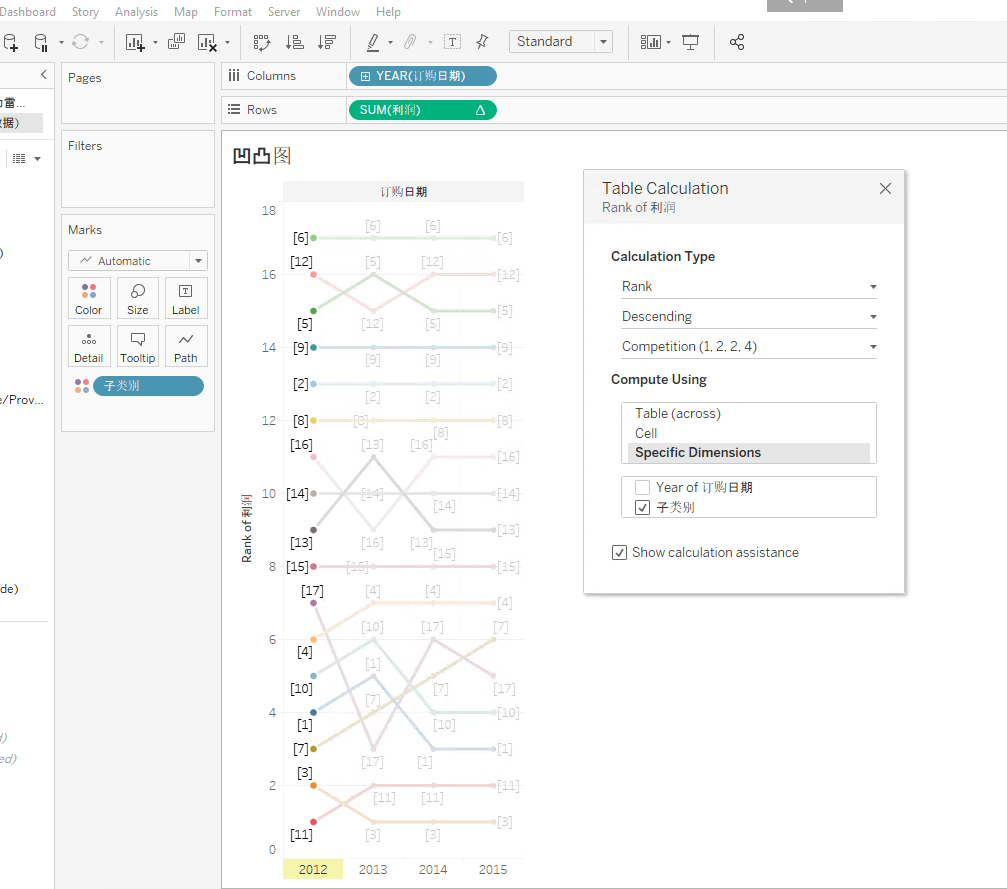 Dashboard Story Analysis Map Format Server Window Help
Standard
Pages
Columns
YEAR(订购日期)
Rows
SUM(利润)
Filters
Marks
Automatic
Color Size Label
Detail Tooltip Path
子类别
e/Prov...
de)
凹凸图
订购日期
18
[6] [6] [6] [6]
[12] [5] [12] [12]
16
[5] [12] [5] [5]
14
[9] [9] [9] [9]
[2] [2] [2] [2]
12
[8] [8] [8] [8]
[16] [13] [16] [16]
10
[14] [14] [14] [14]
[13] [16] [13] [13]
8
[15] [15] [15] [15]
[17] [4] [4] [4]
6
[4] [10] [17] [7]
[10] [1] [7] [17]
4
[1] [7] [10] [10]
[7] [17] [1] [1]
2
[3] [11] [11] [11]
[11] [3] [3] [3]
0
Rank of 利润
2012 2013 2014 2015
Table Calculation
Rank of 利润
Calculation Type
Rank
Descending
Competition (1, 2, 2, 4)
Compute Using
Table (across)
Cell
Specific Dimensions
Year of 订购日期
子类别
Show calculation assistance